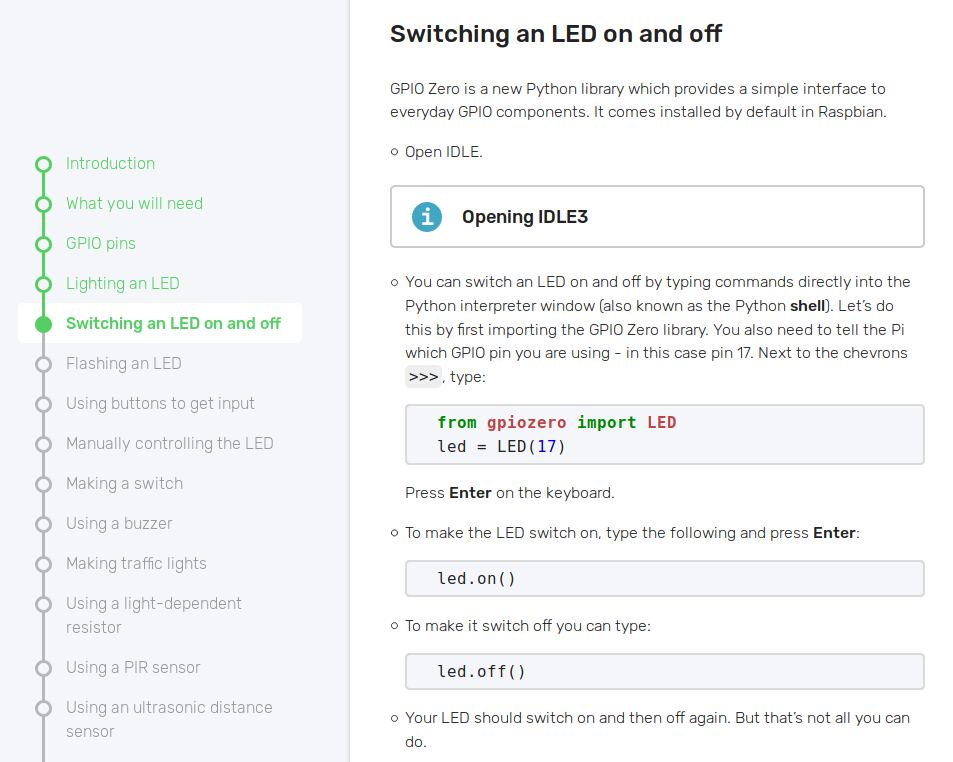 Introduction
What you will need
GPIO pins
Lighting an LED
Switching an LED on and off
Flashing an LED
Using buttons to get input
Manually controlling the LED
Making a switch
Using a buzzer
Making traffic lights
Using a light-dependent
resistor
Using a PIR sensor
Using an ultrasonic distance
sensor
Switching an LED on and off
GPIO Zero is a new Python library which provides a simple interface to
everyday GPIO components. It comes installed by default in Raspbian.
Open IDLE.
Opening IDLE3
You can switch an LED on and off by typing commands directly into the
Python interpreter window (also known as the Python shell). Let’s do
this by first importing the GPIO Zero library. You also need to tell the Pi
which GPIO pin you are using - in this case pin 17. Next to the chevrons
>>>, type:
from gpiozero import LED
led = LED(17)
Press Enter on the keyboard.
To make the LED switch on, type the following and press Enter:
led.on()
To make it switch off you can type:
led.off()
Your LED should switch on and then off again. But that’s not all you can
do.